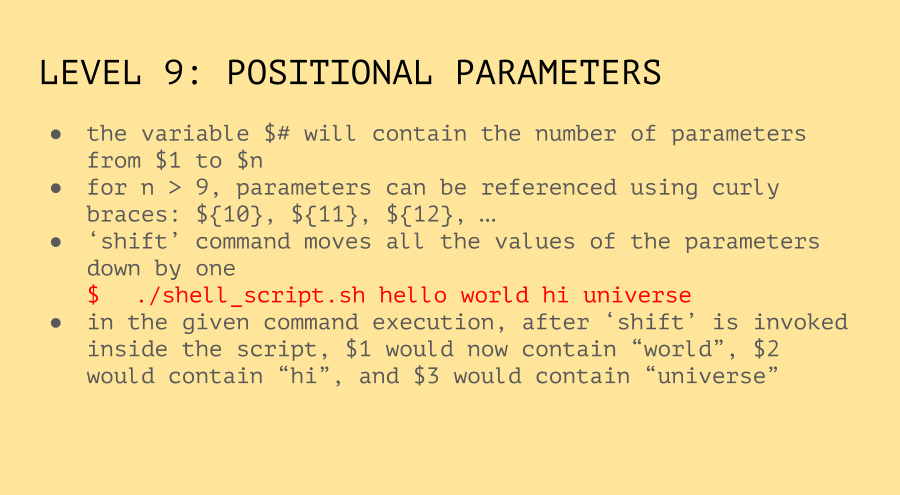 LEVEL 9: POSITIONAL PARAMETERS
● the variable $# will contain the number of parameters
from $1 to $n
● for n > 9, parameters can be referenced using curly
braces: ${10}, ${11}, ${12}, …
● ‘shift’ command moves all the values of the parameters
down by one
$ ./shell_script.sh hello world hi universe
● in the given command execution, after ‘shift’ is invoked
inside the script, $1 would now contain “world”, $2
would contain “hi”, and $3 would contain “universe”